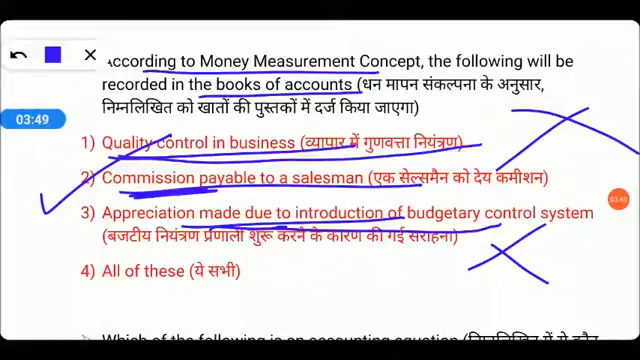 According to Money Measurement Concept, the following will be
recorded in the books of accounts (धन मापन संकल्पना के अनुसार,
निम्नलिखित को खातों की पुस्तकों में दर्ज किया जाएगा)
03:49
1) Quality control in business (व्यापार में गुणवत्ता नियंत्रण)
2) Commission payable to a salesman (एक सेल्समैन को देय कमीशन)
03:49
3) Appreciation made due to introduction of budgetary control system
(बजटीय नियंत्रण प्रणाली शुरू करने के कारण की गई सराहना)
4) All of these (ये सभी)
Which of the following is an accounting equation (निम्नलिखित में से कौन